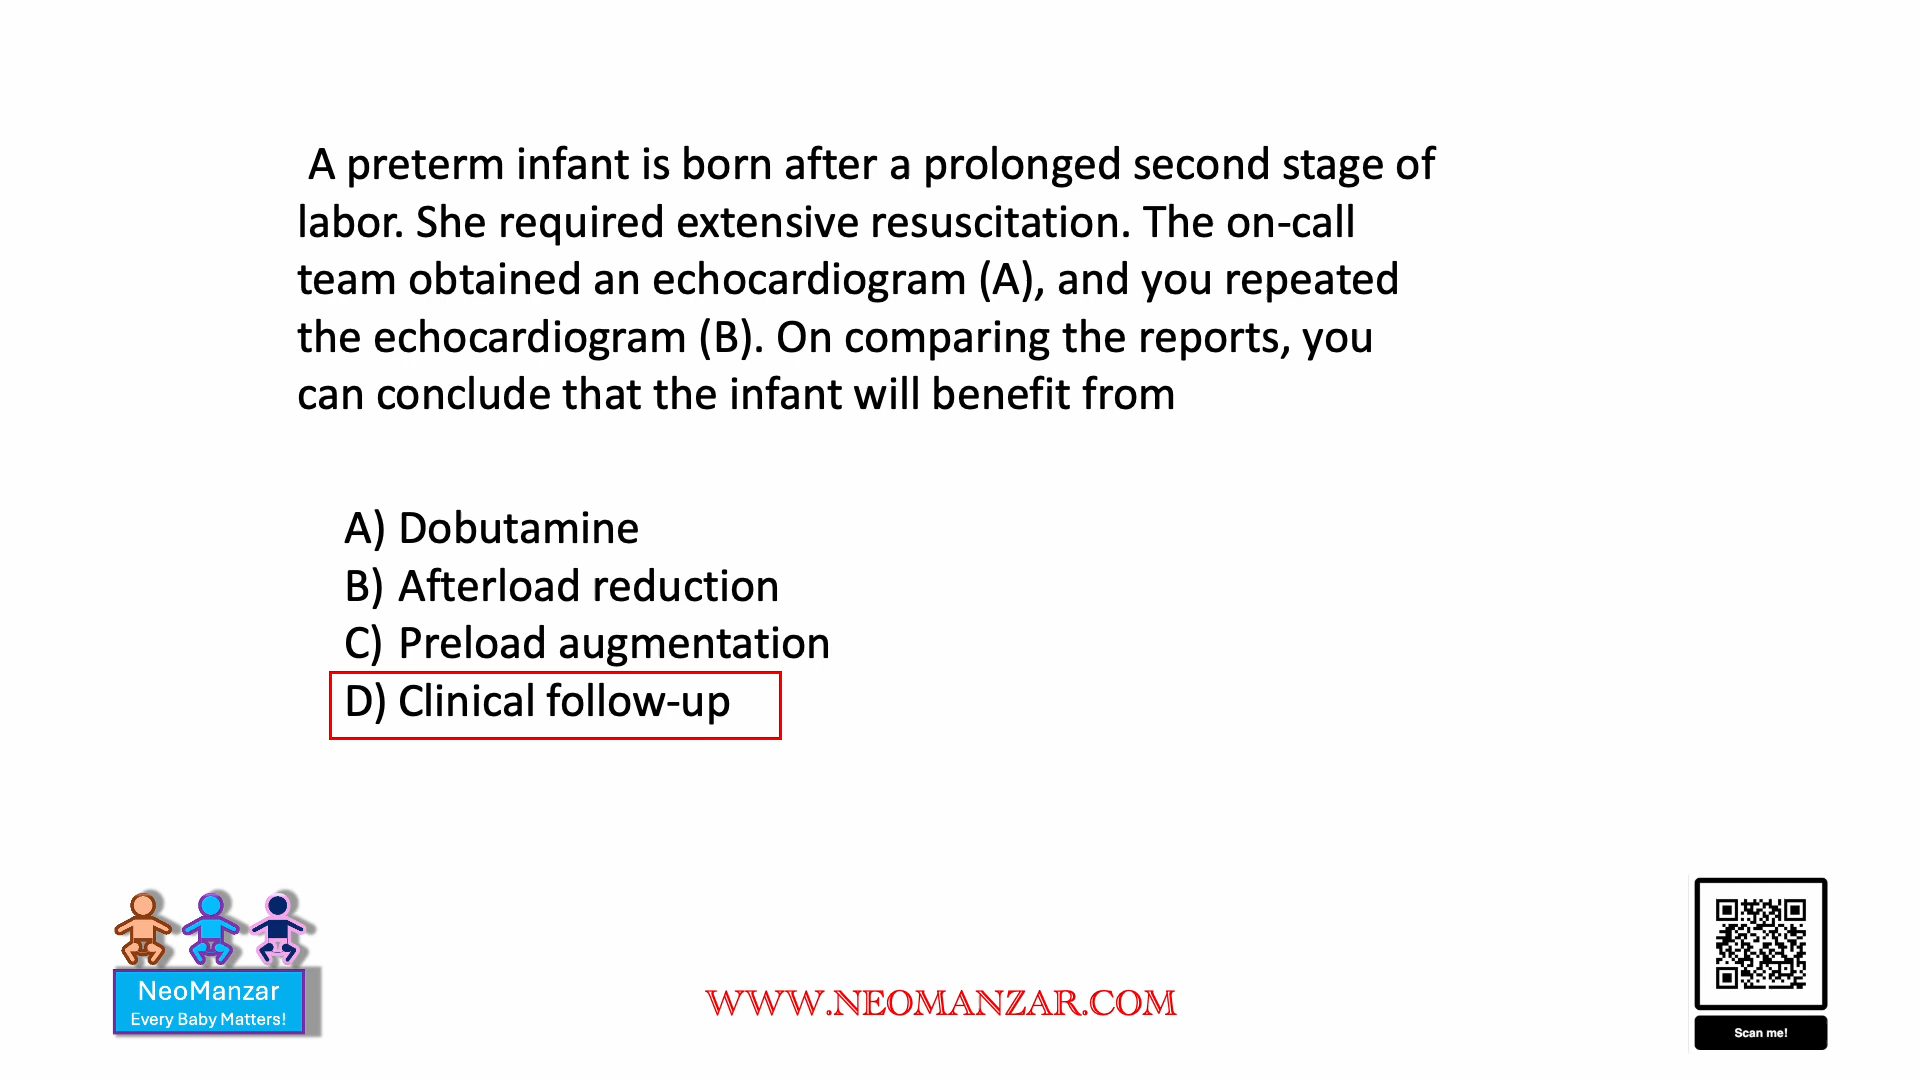 A preterm infant is born after a prolonged second stage of
labor. She required extensive resuscitation. The on-call
team obtained an echocardiogram (A), and you repeated
the echocardiogram (B). On comparing the reports, you
can conclude that the infant will benefit from
A) Dobutamine
B) Afterload reduction
C) Preload augmentation
D) Clinical follow-up
NeoManzar
Every Baby Matters!
WWW.NEOMANZAR.COM
Scan me!